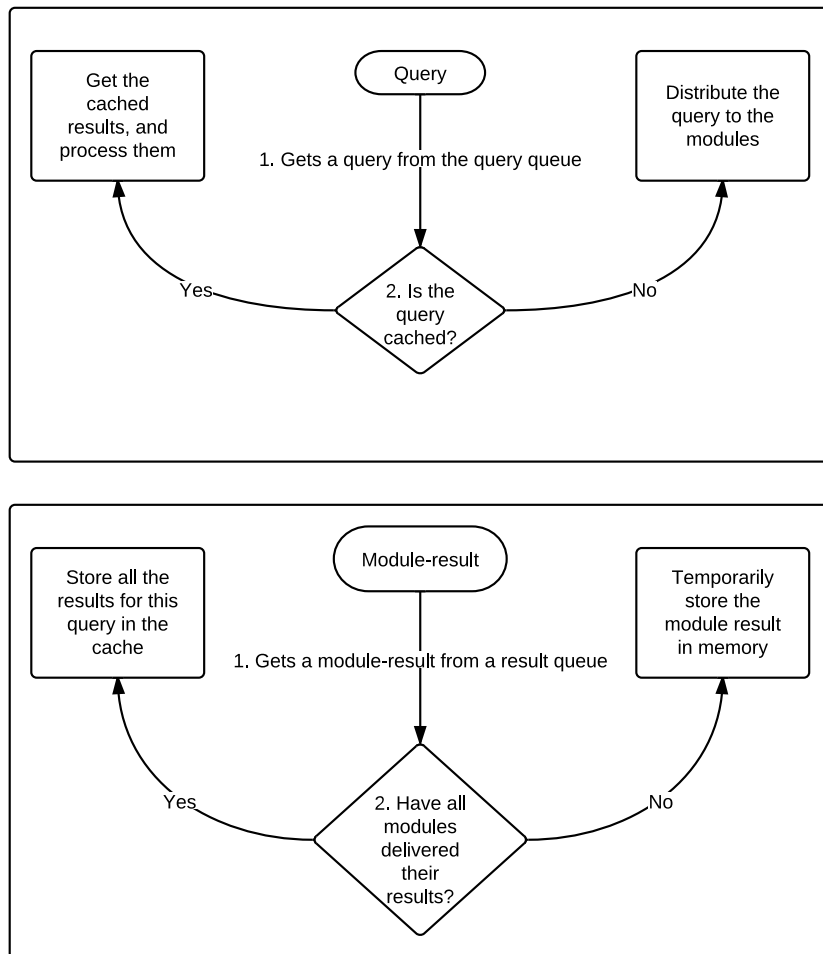 Get the
cached
results, and
process them
Query
Distribute the
query to the
modules
1. Gets a query from the query queue
Yes
2. Is the
query
cached?
No
Store all the
results for this
query in the
cache
Module-result
Temporarily
store the
module result
in memory
1. Gets a module-result from a result queue
Yes
2. Have all
modules
delivered
their
results?
No